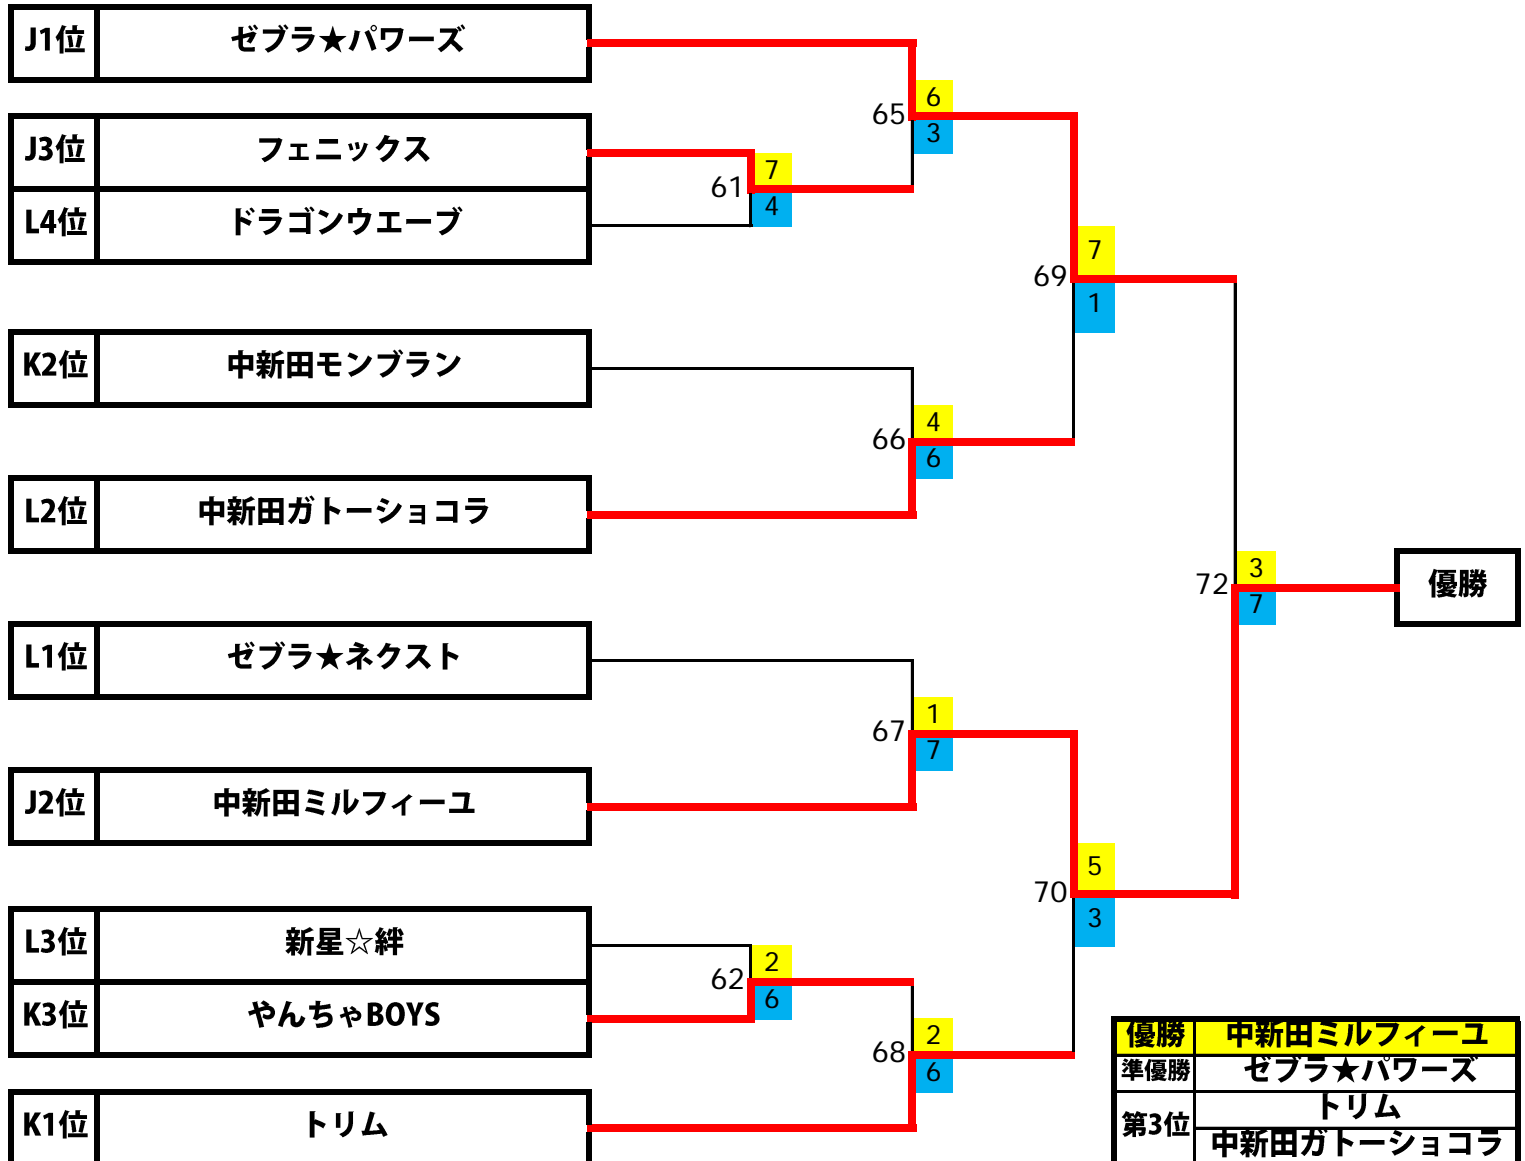 J1位 ゼブラ★パワーズ
6
65
3
J3位 フェニックス
7
61
4
L4位 ドラゴンウエーブ
7
69
1
K2位 中新田モンブラン
4
66
6
L2位 中新田ガトーショコラ
3
72
7
優勝
L1位 ゼブラ★ネクスト
1
67
7
J2位 中新田ミルフィーユ
5
70
3
L3位 新星☆絆
2
62
6
K3位 やんちゃBOYS
2
68
6
K1位 トリム
優勝 中新田ミルフィーユ
準優勝 ゼブラ★パワーズ
第3位 トリム
中新田ガトーショコラ